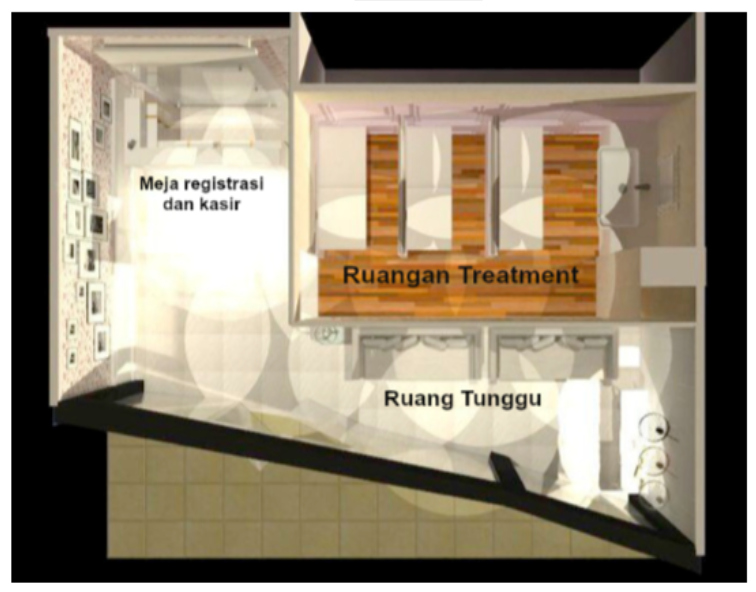 Meja registrasi
dan kasir
Ruangan Treatment
Ruang Tunggu